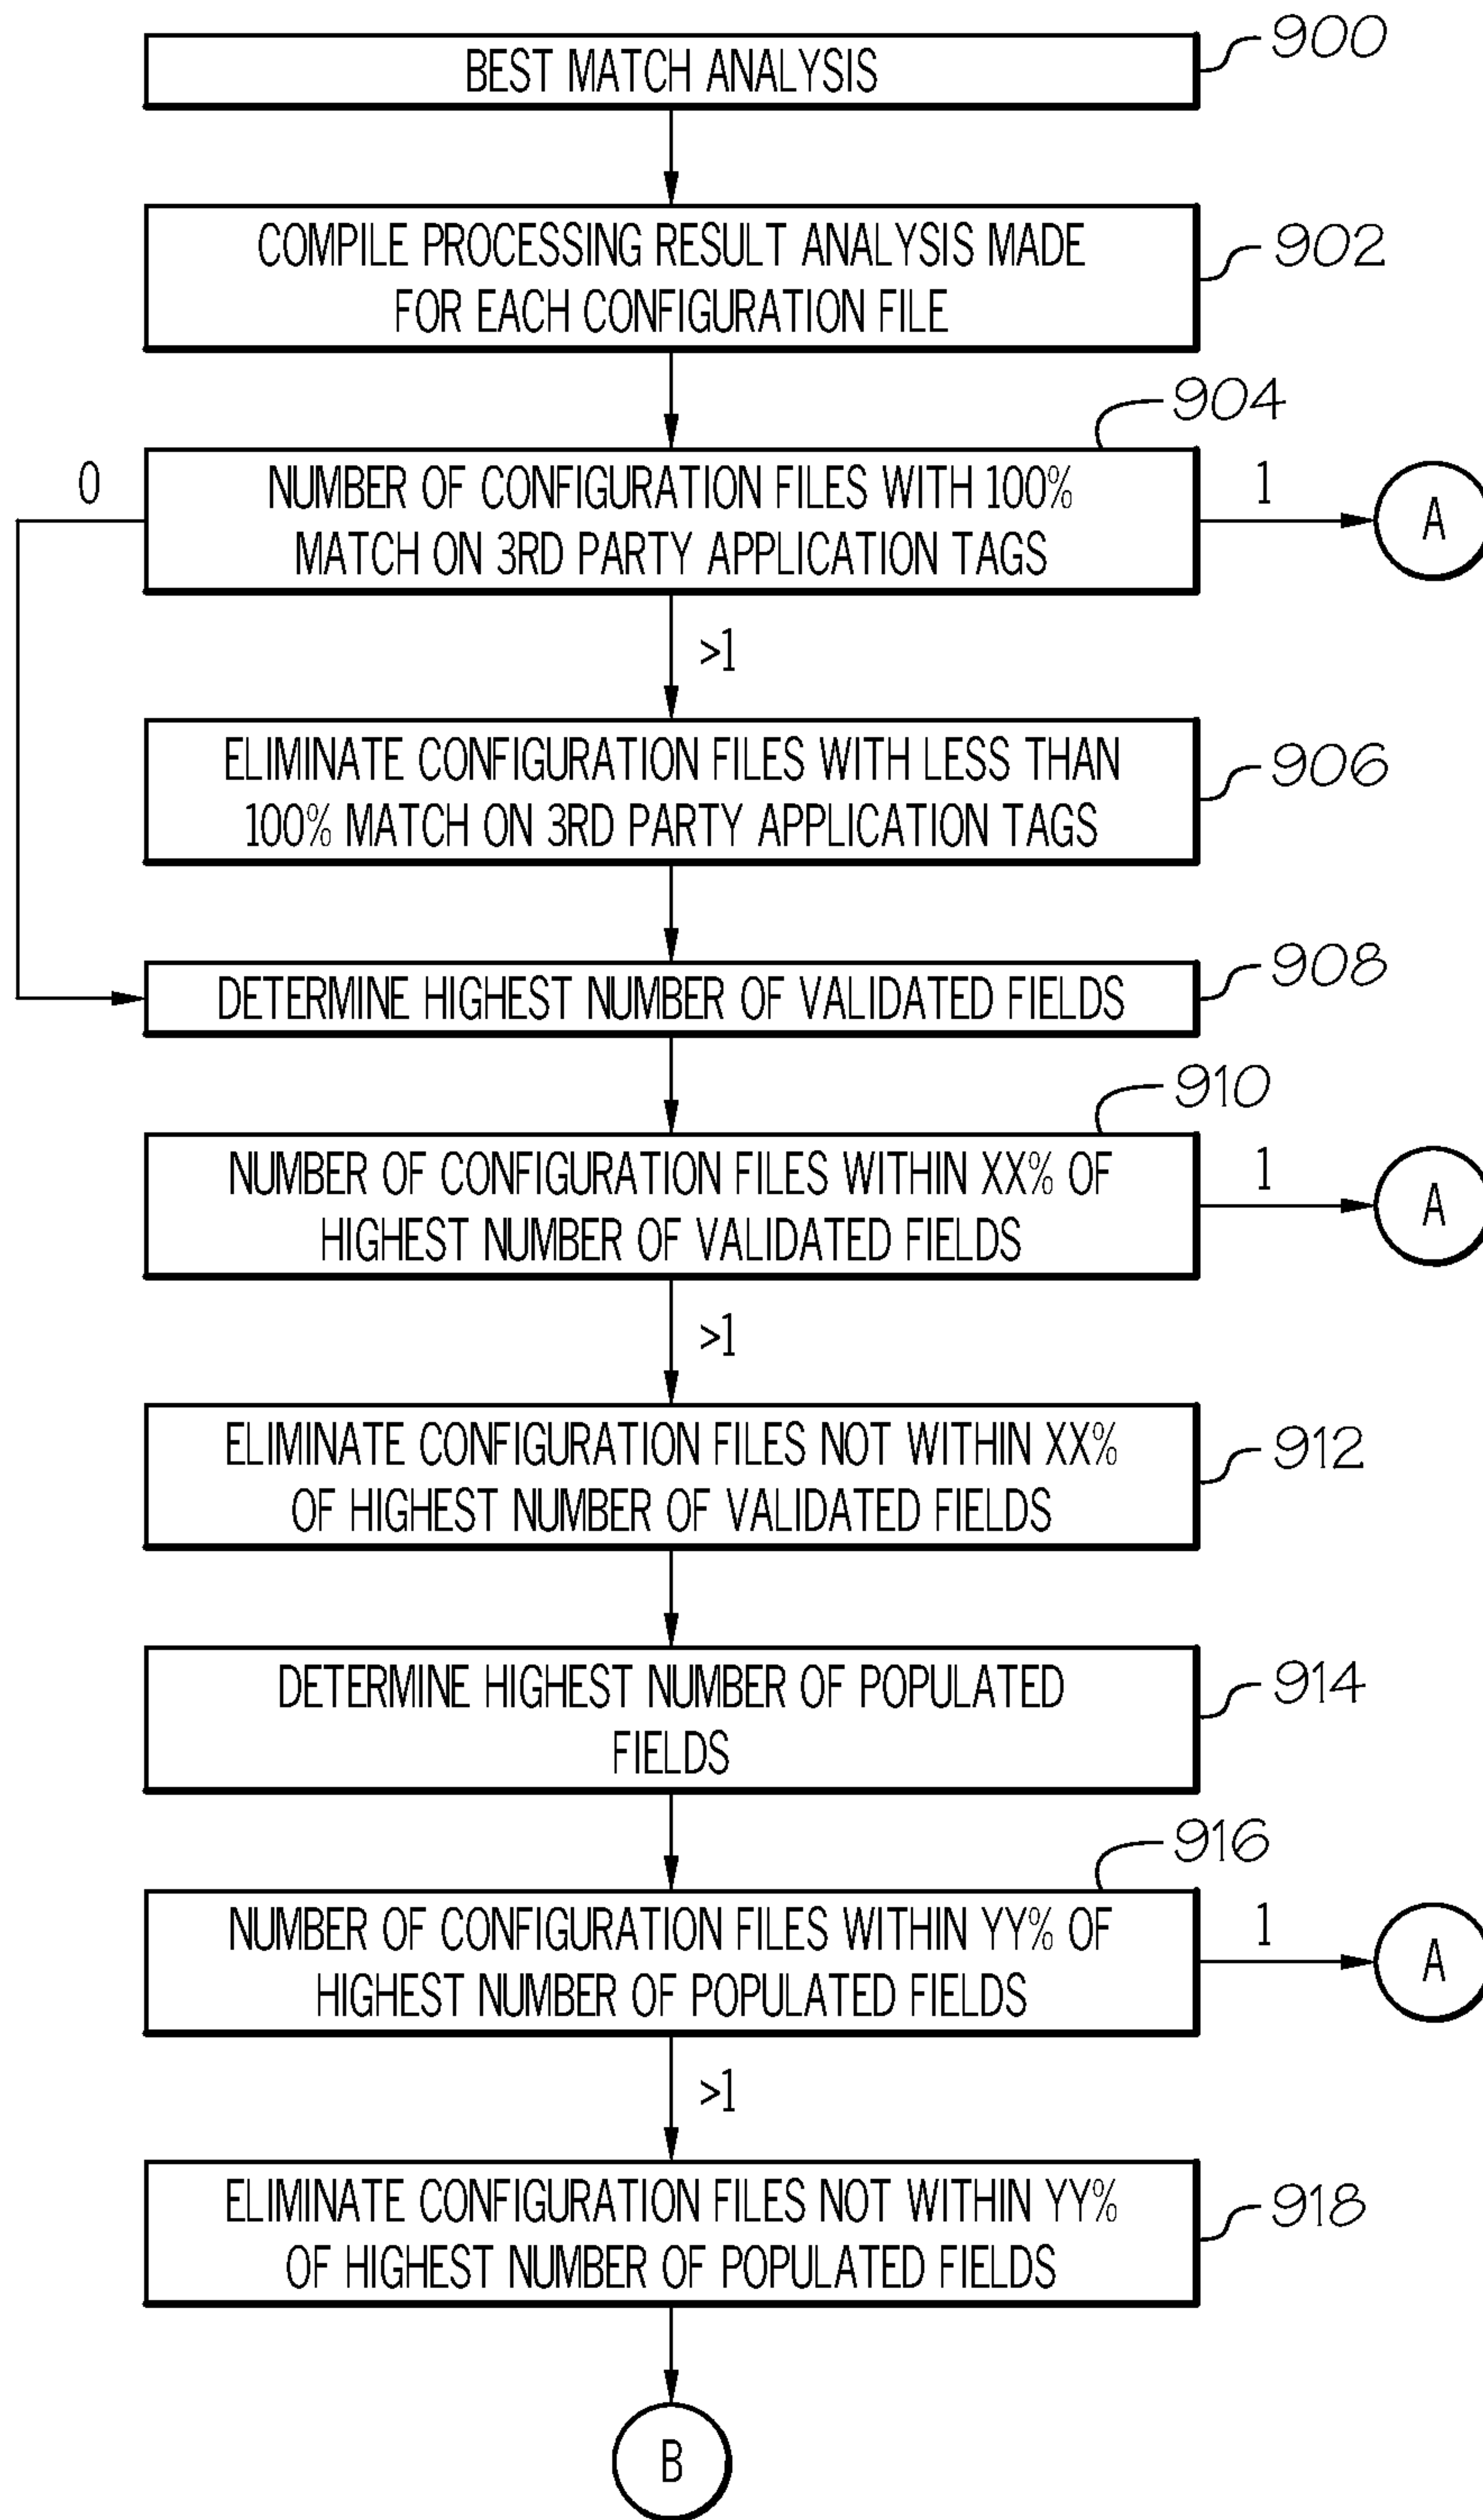 BEST MATCH ANALYSIS
900
COMPILE PROCESSING RESULT ANALYSIS MADE
FOR EACH CONFIGURATION FILE
902
904
0
NUMBER OF CONFIGURATION FILES WITH 100%
MATCH ON 3RD PARTY APPLICATION TAGS
1
A
>1
ELIMINATE CONFIGURATION FILES WITH LESS THAN
100% MATCH ON 3RD PARTY APPLICATION TAGS
906
DETERMINE HIGHEST NUMBER OF VALIDATED FIELDS
908
910
NUMBER OF CONFIGURATION FILES WITHIN XX% OF
HIGHEST NUMBER OF VALIDATED FIELDS
1
A
>1
ELIMINATE CONFIGURATION FILES NOT WITHIN XX%
OF HIGHEST NUMBER OF VALIDATED FIELDS
912
DETERMINE HIGHEST NUMBER OF POPULATED
FIELDS
914
916
NUMBER OF CONFIGURATION FILES WITHIN YY% OF
HIGHEST NUMBER OF POPULATED FIELDS
1
A
>1
ELIMINATE CONFIGURATION FILES NOT WITHIN YY%
OF HIGHEST NUMBER OF POPULATED FIELDS
918
B